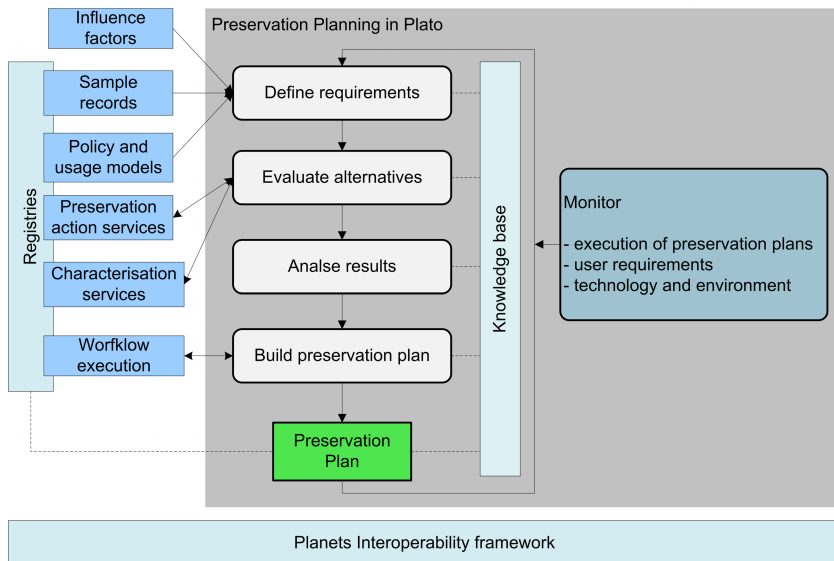 Influence
factors
Preservation Planning in Plato
Sample
records
Define requirements
Policy and
usage models
Evaluate alternatives
Preservation
action services
Registries
Characterisation
services
Analse results
Knowledge base
Monitor
- execution of preservation plans
- user requirements
- technology and environment
Worfklow
execution
Build preservation plan
Preservation
Plan
Planets Interoperability framework